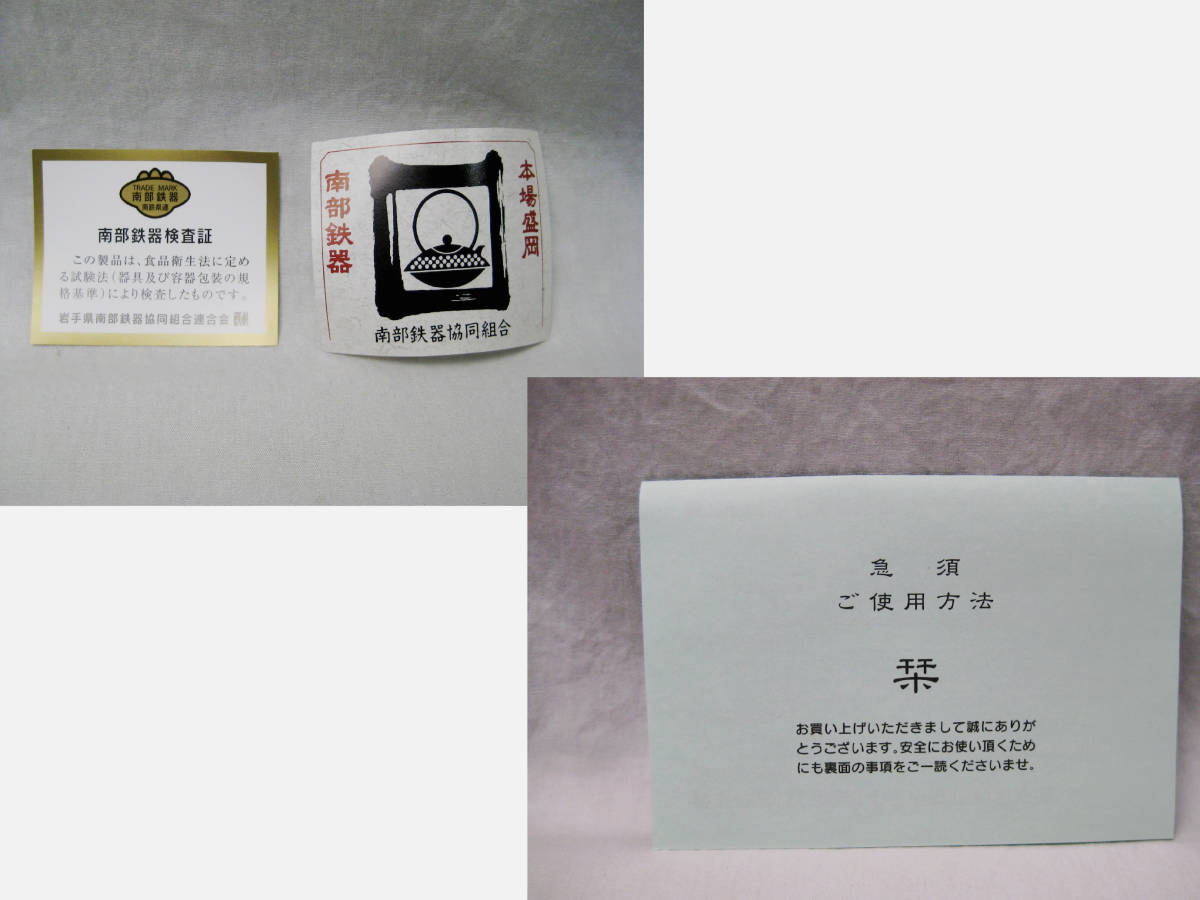 TRADE MARK
南部鉄器
南鉄県連
南部鉄器検査証
この製品は、食品衛生法に定め
る試験法(器具及び容器包装の規
格基準)により検査したものです。
岩手県南部鉄器協同組合連合会
本場盛岡
南部鉄器
南部鉄器協同組合
急 須
ご使用方法
栞
お買い上げいただきまして誠にありが
とうございます。安全にお使い頂くため
にも裏面の事項をご一読くださいませ。